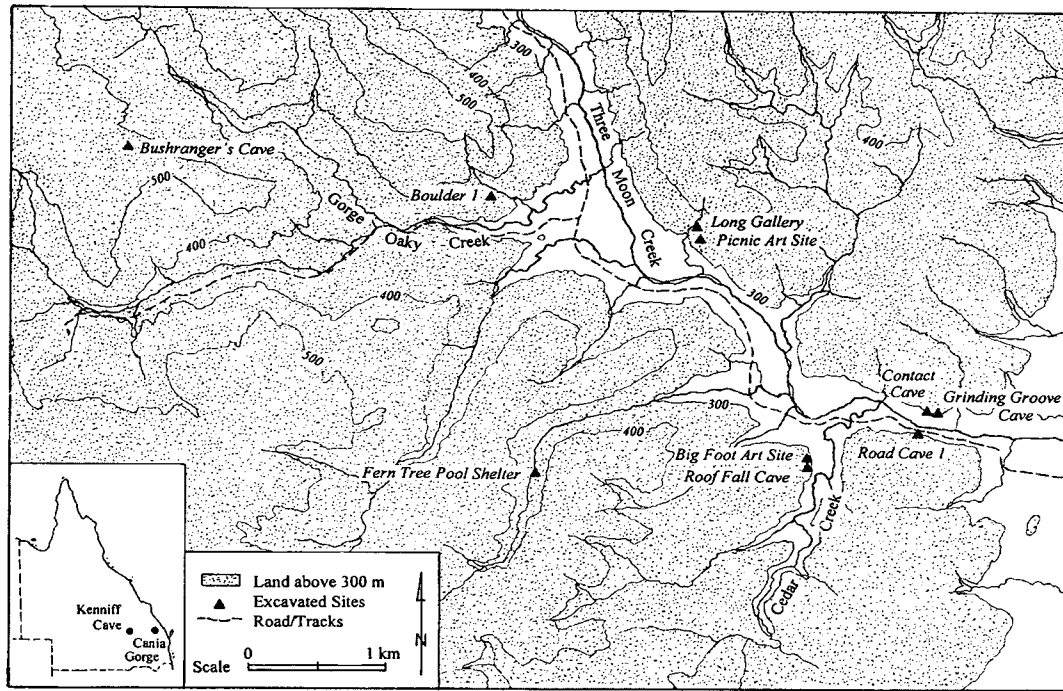 300
400
500
Three
Moon
Creek
400
Bushranger's Cave
500
Boulder 1
Gorge
Oaky
Creek
Long Gallery
Picnic Art Site
400
300
400
500
Contact
Cave
Grinding Groove
Cave
300
400
Road Cave 1
Big Foot Art Site
Roof Fall Cave
Fern Tree Pool Shelter
Creek
Cedar
Kenniff
Cave
Cania
Gorge
Land above 300 m
Excavated Sites
Road/Tracks
N
Scale
0
1 km